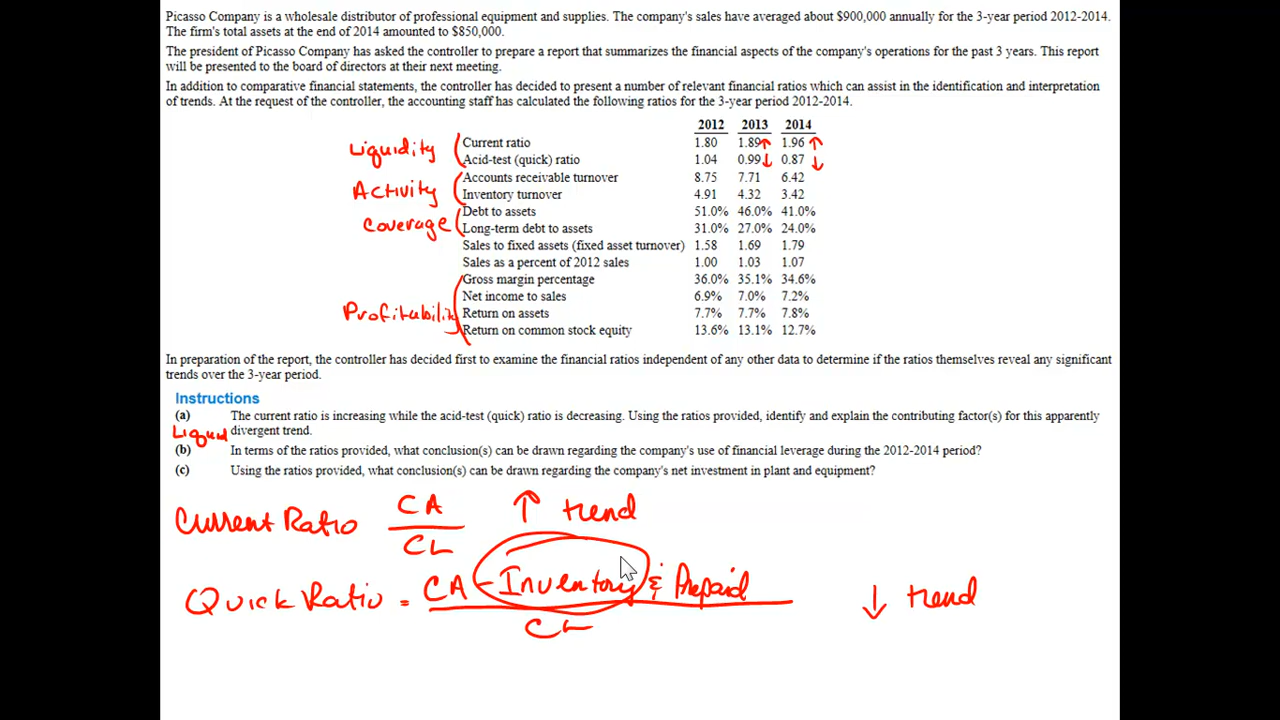 Picasso Company is a wholesale distributor of professional equipment and supplies. The company's sales have averaged about $900,000 annually for the 3-year period 2012-2014.
The firm's total assets at the end of 2014 amounted to $850,000.
The president of Picasso Company has asked the controller to prepare a report that summarizes the financial aspects of the company's operations for the past 3 years. This report
will be presented to the board of directors at their next meeting.
In addition to comparative financial statements, the controller has decided to present a number of relevant financial ratios which can assist in the identification and interpretation
of trends. At the request of the controller, the accounting staff has calculated the following ratios for the 3-year period 2012-2014.
2012 2013 2014
Liquidity
Current ratio 1.80 1.89 ↑ 1.96 ↑
Acid-test (quick) ratio 1.04 0.99 ↓ 0.87 ↓
Activity
Accounts receivable turnover 8.75 7.71 6.42
Inventory turnover 4.91 4.32 3.42
Coverage
Debt to assets 51.0% 46.0% 41.0%
Long-term debt to assets 31.0% 27.0% 24.0%
Sales to fixed assets (fixed asset turnover) 1.58 1.69 1.79
Sales as a percent of 2012 sales 1.00 1.03 1.07
Profitability
Gross margin percentage 36.0% 35.1% 34.6%
Net income to sales 6.9% 7.0% 7.2%
Return on assets 7.7% 7.7% 7.8%
Return on common stock equity 13.6% 13.1% 12.7%
In preparation of the report, the controller has decided first to examine the financial ratios independent of any other data to determine if the ratios themselves reveal any significant
trends over the 3-year period.
Instructions
(a) The current ratio is increasing while the acid-test (quick) ratio is decreasing. Using the ratios provided, identify and explain the contributing factor(s) for this apparently
Liquid divergent trend.
(b) In terms of the ratios provided, what conclusion(s) can be drawn regarding the company's use of financial leverage during the 2012-2014 period?
(c) Using the ratios provided, what conclusion(s) can be drawn regarding the company's net investment in plant and equipment?
Current Ratio CA ↑ trend
CL
Quick Ratio = CA - Inventory & Prepaid ↓ trend
CL